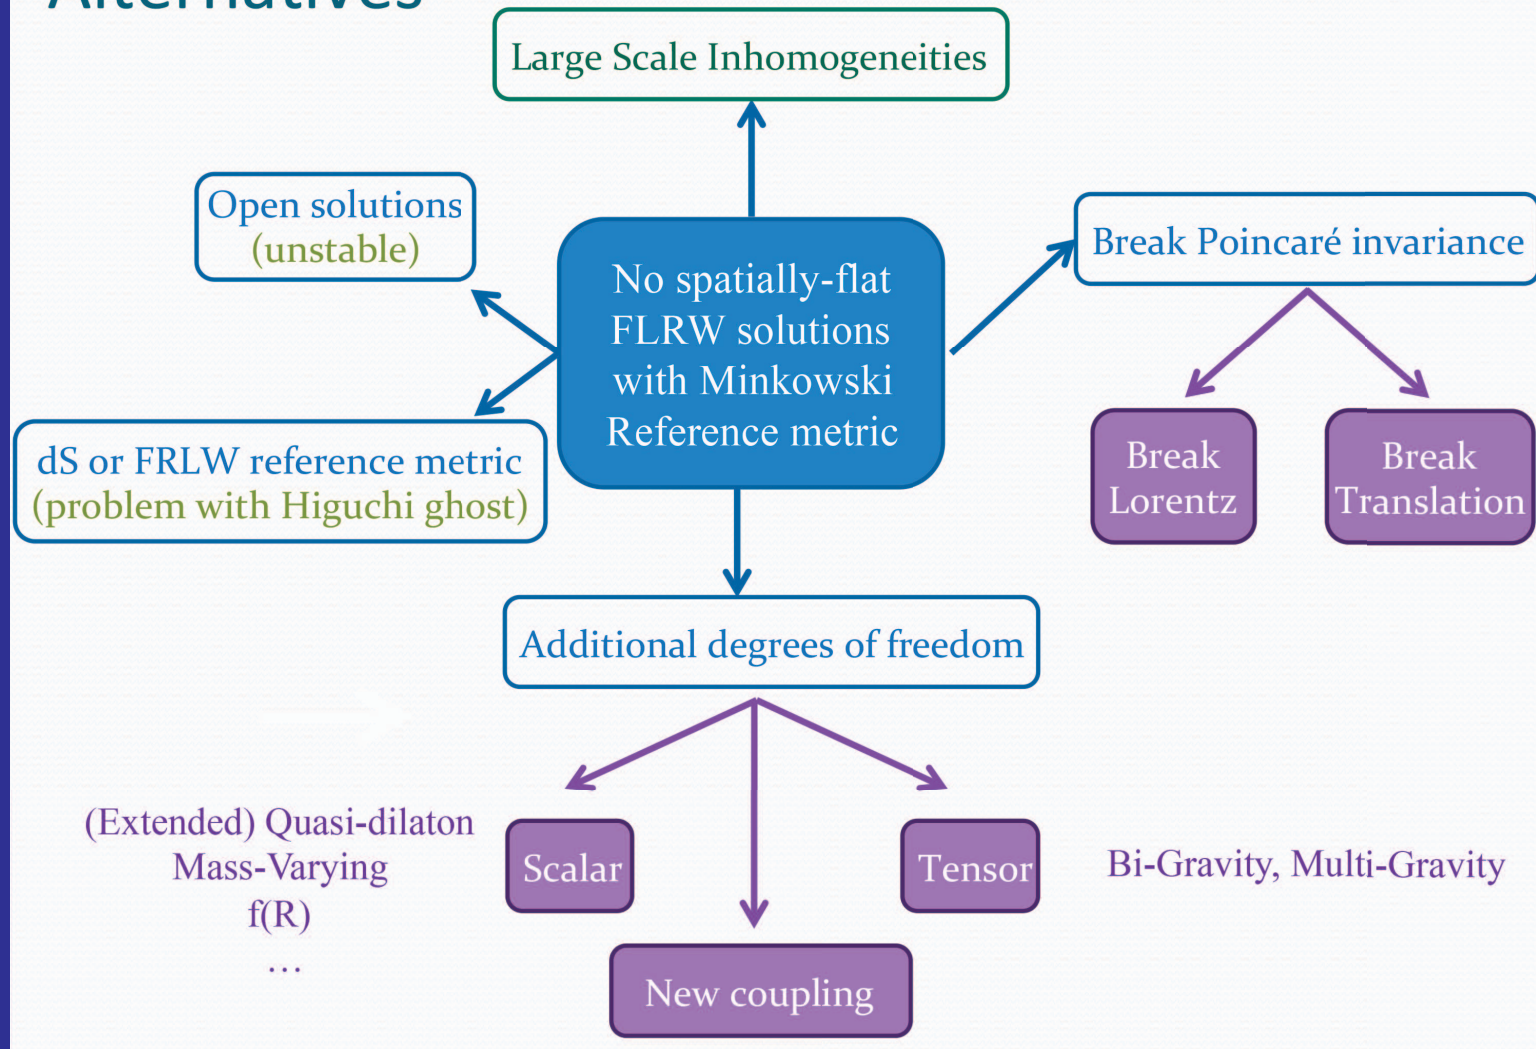 Alternatives
Large Scale Inhomogeneities
Open solutions
(unstable)
No spatially-flat
FLRW solutions
with Minkowski
Reference metric
Break Poincaré invariance
dS or FRLW reference metric
(problem with Higuchi ghost)
Break
Lorentz
Break
Translation
Additional degrees of freedom
(Extended) Quasi-dilaton
Mass-Varying
f(R)
...
Scalar
Tensor
Bi-Gravity, Multi-Gravity
New coupling